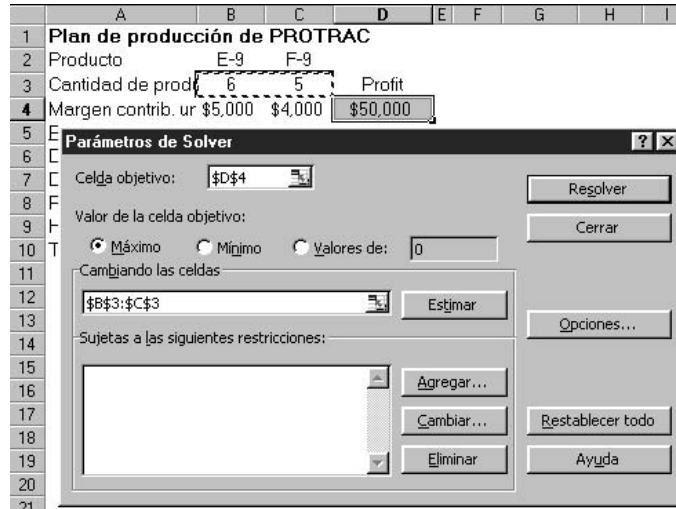 A B C D E F G H I
1 Plan de producción de PROTRAC
2 Producto E-9 F-9
3 Cantidad de prod 6 5 Profit
4 Margen contrib. ur $5,000 $4,000 $50,000
5 E
6
7
8 F
9 H
10 T
11
12
13
14
15
16
17
18
19
20
21
Parámetros de Solver
Celda objetivo: $D$4
Resolver
Valor de la celda objetivo:
Cerrar
Máximo Mínimo Valores de: 0
Cambiando las celdas
$B$3:$C$3 Estimar
Opciones...
Sujetas a las siguientes restricciones:
Agregar...
Cambiar... Restablecer todo
Eliminar Ayuda